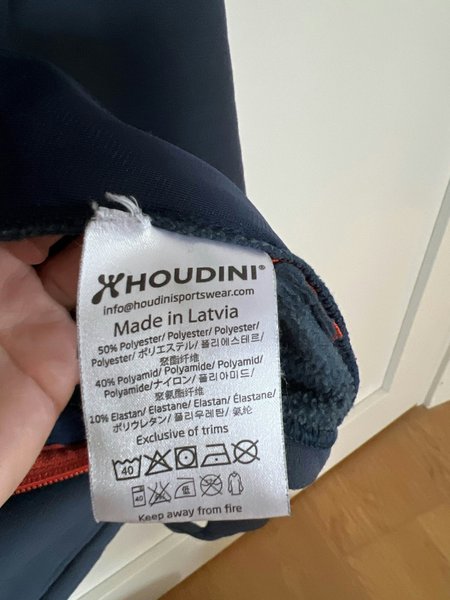 HOUDINI®
info@houdinisportswear.com
Made in Latvia
50% Polyester/ Polyester/ Polyester/
Polyester/ ポリエステル/ 폴리에스테르/
聚酯纤维
40% Polyamid/ Polyamide/ Polyamid/
Polyamide/ナイロン/ 폴리아미드/
聚氨酯纤维
10% Elastan/ Elastane/ Elastan/ Elastane/
ポリウレタン/ 폴리우레탄/ 氨纶
Exclusive of trims
40
40
Keep away from fire